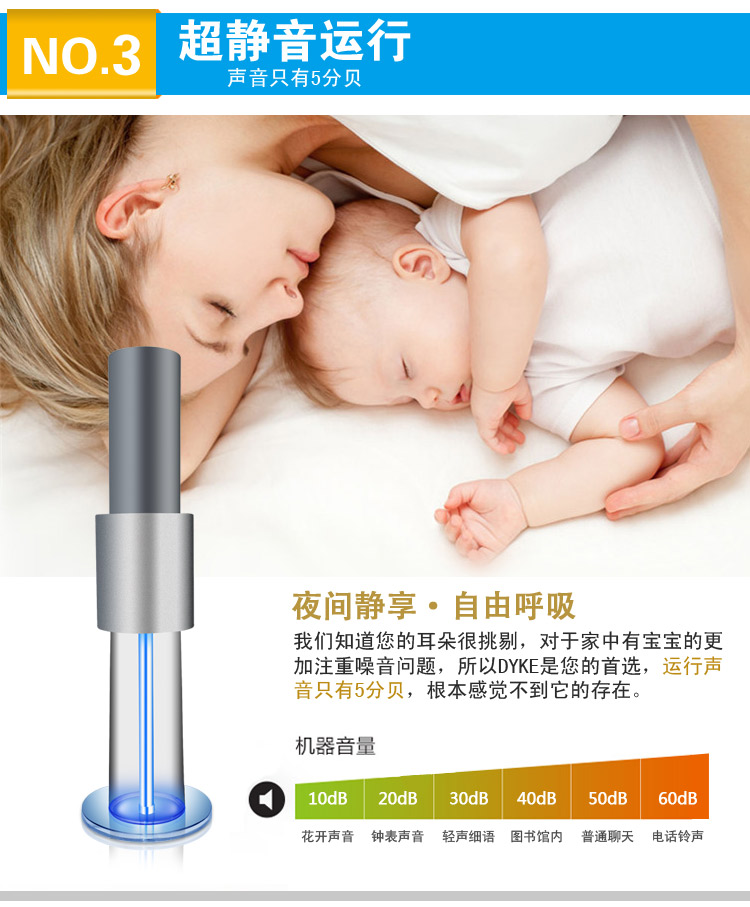 NO.3
超静音运行
声音只有5分贝
夜间静享·自由呼吸
我们知道您的耳朵很挑剔，对于家中有宝宝的更
加注重噪音问题，所以DYKE是您的首选，运行声
音只有5分贝，根本感觉不到它的存在。
机器音量
10dB 20dB 30dB 40dB 50dB 60dB
花开声音 钟表声音 轻声细语 图书馆内 普通聊天 电话铃声